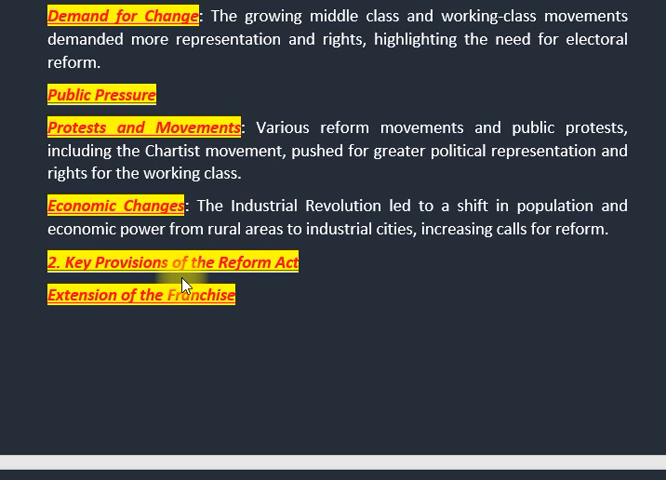 Demand for Change: The growing middle class and working-class movements
demanded more representation and rights, highlighting the need for electoral
reform.
Public Pressure
Protests and Movements: Various reform movements and public protests,
including the Chartist movement, pushed for greater political representation and
rights for the working class.
Economic Changes: The Industrial Revolution led to a shift in population and
economic power from rural areas to industrial cities, increasing calls for reform.
2. Key Provisions of the Reform Act
Extension of the Franchise